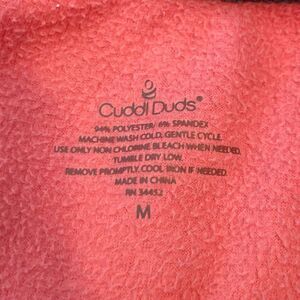 Cuddl Duds®
94% POLYESTER/ 6% SPANDEX
MACHINE WASH COLD, GENTLE CYCLE.
USE ONLY NON CHLORINE BLEACH WHEN NEEDED.
TUMBLE DRY LOW.
REMOVE PROMPTLY, COOL IRON IF NEEDED.
MADE IN CHINA
RN 34452
M